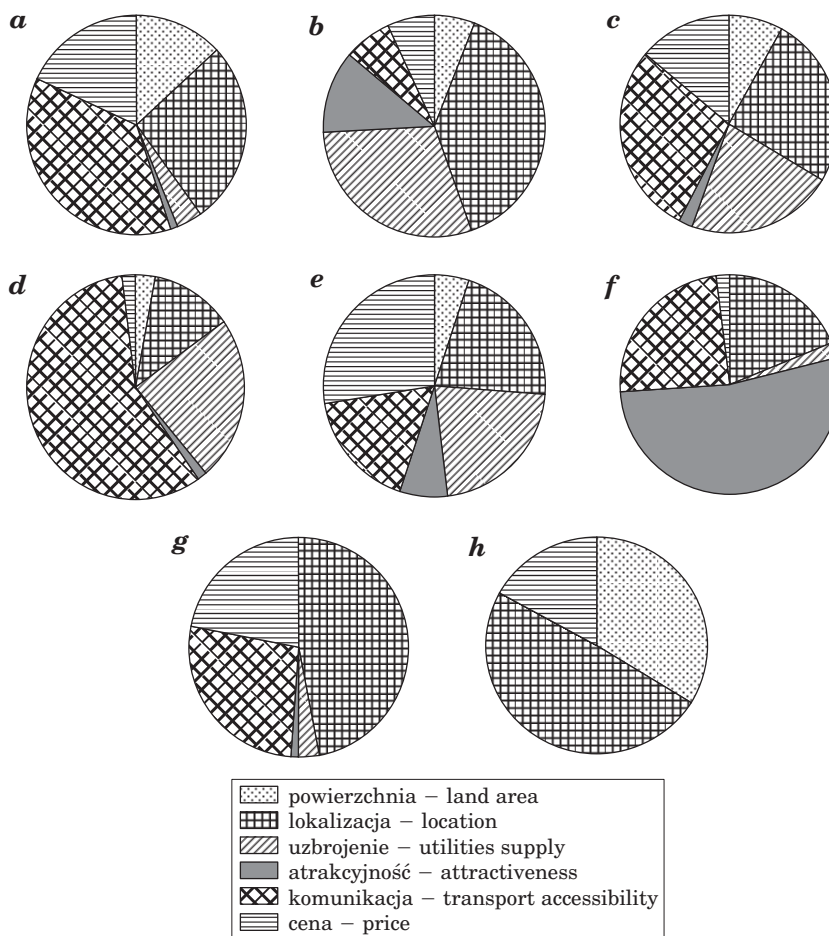 a
b
c
d
e
f
g
h
powierzchnia – land area
lokalizacja – location
uzbrojenie – utilities supply
atrakcyjność – attractiveness
komunikacja – transport accessibility
cena – price